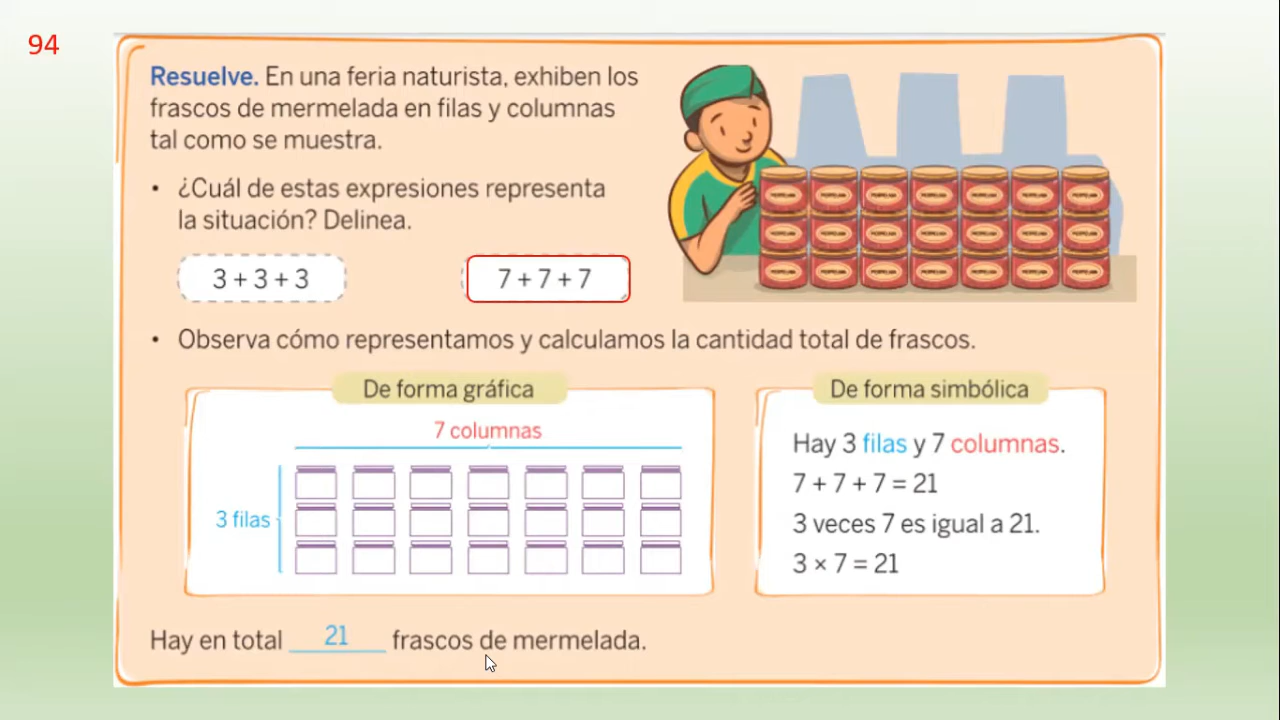 94
Resuelve. En una feria naturista, exhiben los
frascos de mermelada en filas y columnas
tal como se muestra.
• ¿Cuál de estas expresiones representa
la situación? Delinea.
3 + 3 + 3
7 + 7 + 7
• Observa cómo representamos y calculamos la cantidad total de frascos.
De forma gráfica
7 columnas
3 filas
De forma simbólica
Hay 3 filas y 7 columnas.
7 + 7 + 7 = 21
3 veces 7 es igual a 21.
3 × 7 = 21
Hay en total 21 frascos de mermelada.